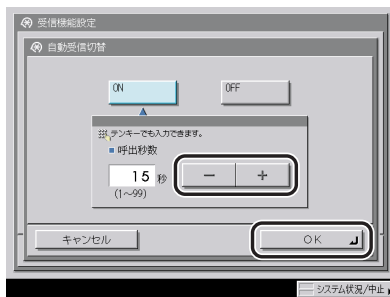 受信機能設定
自動受信切替
ON
OFF
テンキーでも入力できます。
■ 呼出秒数
15 秒
(1～99)
－ ＋
キャンセル
OK
システム状況/中止